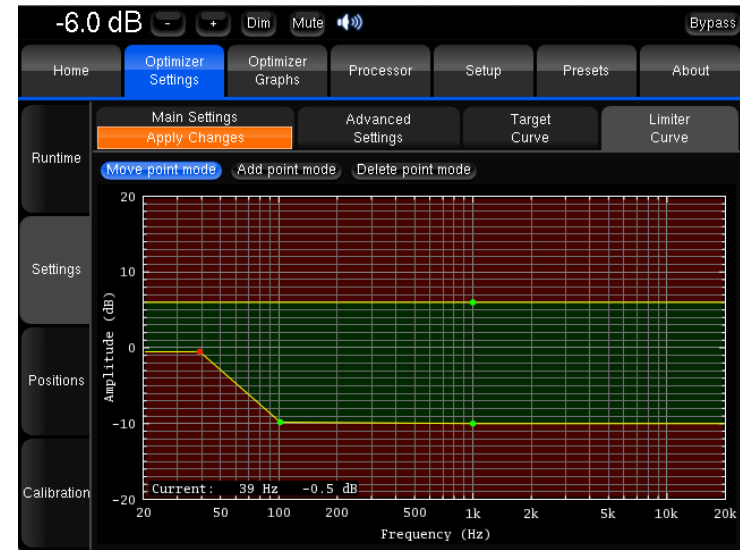 -6.0 dB - + Dim Mute Bypass
Home
Optimizer
Settings
Optimizer
Graphs
Processor
Setup
Presets
About
Runtime
Settings
Positions
Calibration
Main Settings
Apply Changes
Advanced
Settings
Target
Curve
Limiter
Curve
Move point mode Add point mode Delete point mode
Amplitude (dB)
20
10
0
-10
-20
Current: 39 Hz -0.5 dB
20 50 100 200 500 1k 2k 5k 10k 20k
Frequency (Hz)